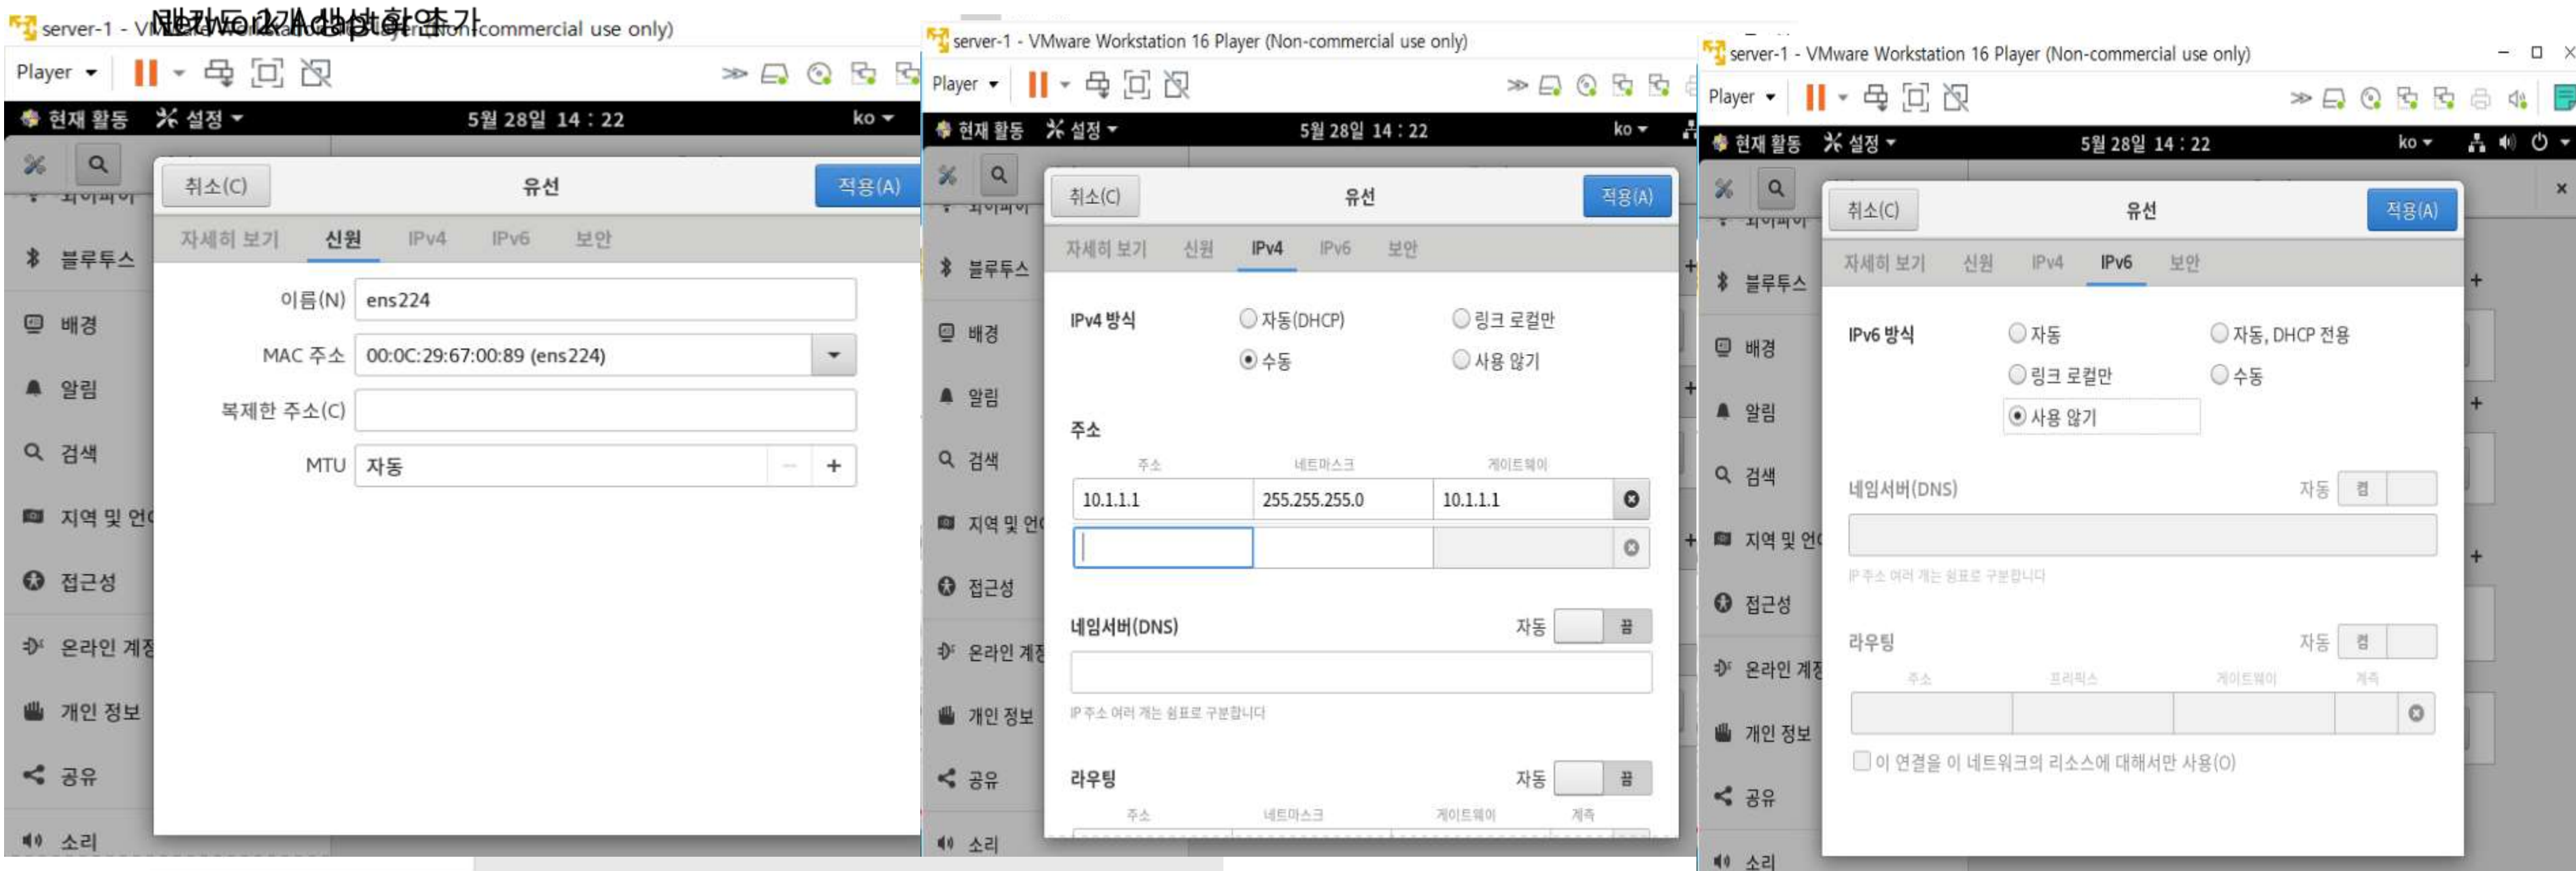 server-1 - VMware Workstation 16 Player (Non-commercial use only)
Player
현재 활동 설정 5월 28일 14 : 22 ko
취소(C) 유선 적용(A)
와이파이
자세히 보기 신원 IPv4 IPv6 보안
블루투스
이름(N) ens224
배경
MAC 주소 00:0C:29:67:00:89 (ens224)
알림
복제한 주소(C)
검색
MTU 자동
지역 및 언
접근성
온라인 계정
개인 정보
공유
소리
server-1 - VMware Workstation 16 Player (Non-commercial use only)
Player
현재 활동 설정 5월 28일 14 : 22 ko
취소(C) 유선 적용(A)
와이파이
자세히 보기 신원 IPv4 IPv6 보안
블루투스
IPv4 방식 자동(DHCP) 링크 로컬만
배경
수동 사용 않기
알림
주소
검색
주소 네트마스크 게이트웨이
10.1.1.1 255.255.255.0 10.1.1.1
지역 및 언
접근성
네임서버(DNS) 자동 끔
온라인 계정
개인 정보
IP 주소 여러 개는 쉼표로 구분합니다
공유
라우팅 자동 끔
주소 네트마스크 게이트웨이 계측
소리
server-1 - VMware Workstation 16 Player (Non-commercial use only)
Player
현재 활동 설정 5월 28일 14 : 22 ko
취소(C) 유선 적용(A)
와이파이
자세히 보기 신원 IPv4 IPv6 보안
블루투스
IPv6 방식 자동 자동, DHCP 전용
배경
링크 로컬만 수동
알림
사용 않기
검색
네임서버(DNS) 자동 켬
지역 및 언
IP 주소 여러 개는 쉼표로 구분합니다
접근성
라우팅 자동 켬
온라인 계정
주소 프리픽스 게이트웨이 계측
개인 정보
이 연결을 이 네트워크의 리소스에 대해서만 사용(O)
공유
소리